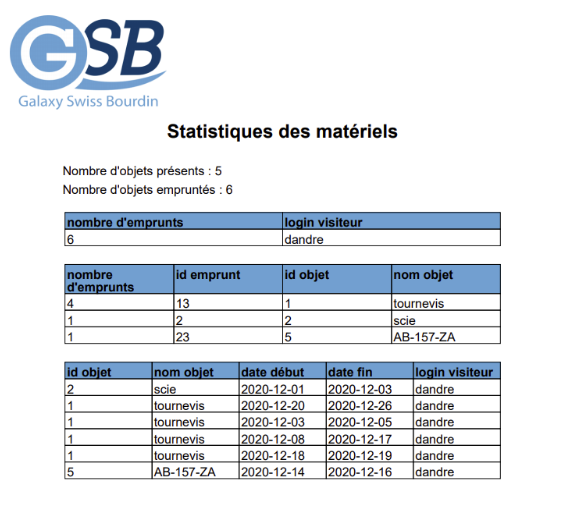 GSB
Galaxy Swiss Bourdin
Statistiques des matériels
Nombre d'objets présents : 5
Nombre d'objets empruntés : 6
nombre d'emprunts login visiteur
6 dandre
nombre d'emprunts id emprunt id objet nom objet
4 13 1 tournevis
1 2 2 scie
1 23 5 AB-157-ZA
id objet nom objet date début date fin login visiteur
2 scie 2020-12-01 2020-12-03 dandre
1 tournevis 2020-12-20 2020-12-26 dandre
1 tournevis 2020-12-03 2020-12-05 dandre
1 tournevis 2020-12-08 2020-12-17 dandre
1 tournevis 2020-12-18 2020-12-19 dandre
5 AB-157-ZA 2020-12-14 2020-12-16 dandre